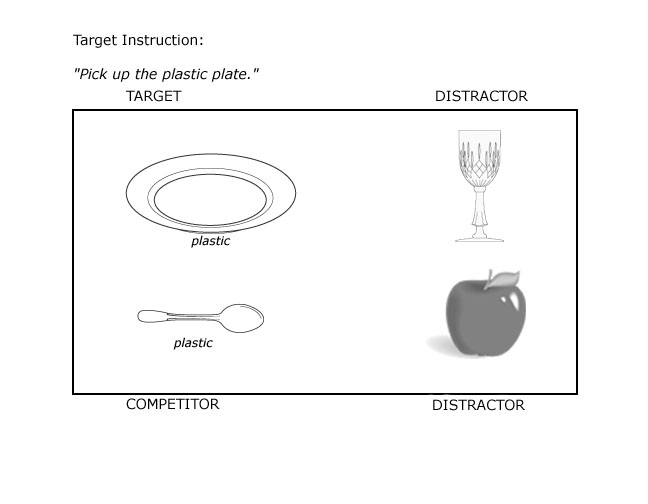 Target Instruction:
"Pick up the plastic plate."
TARGET DISTRACTOR
plastic
plastic
COMPETITOR DISTRACTOR